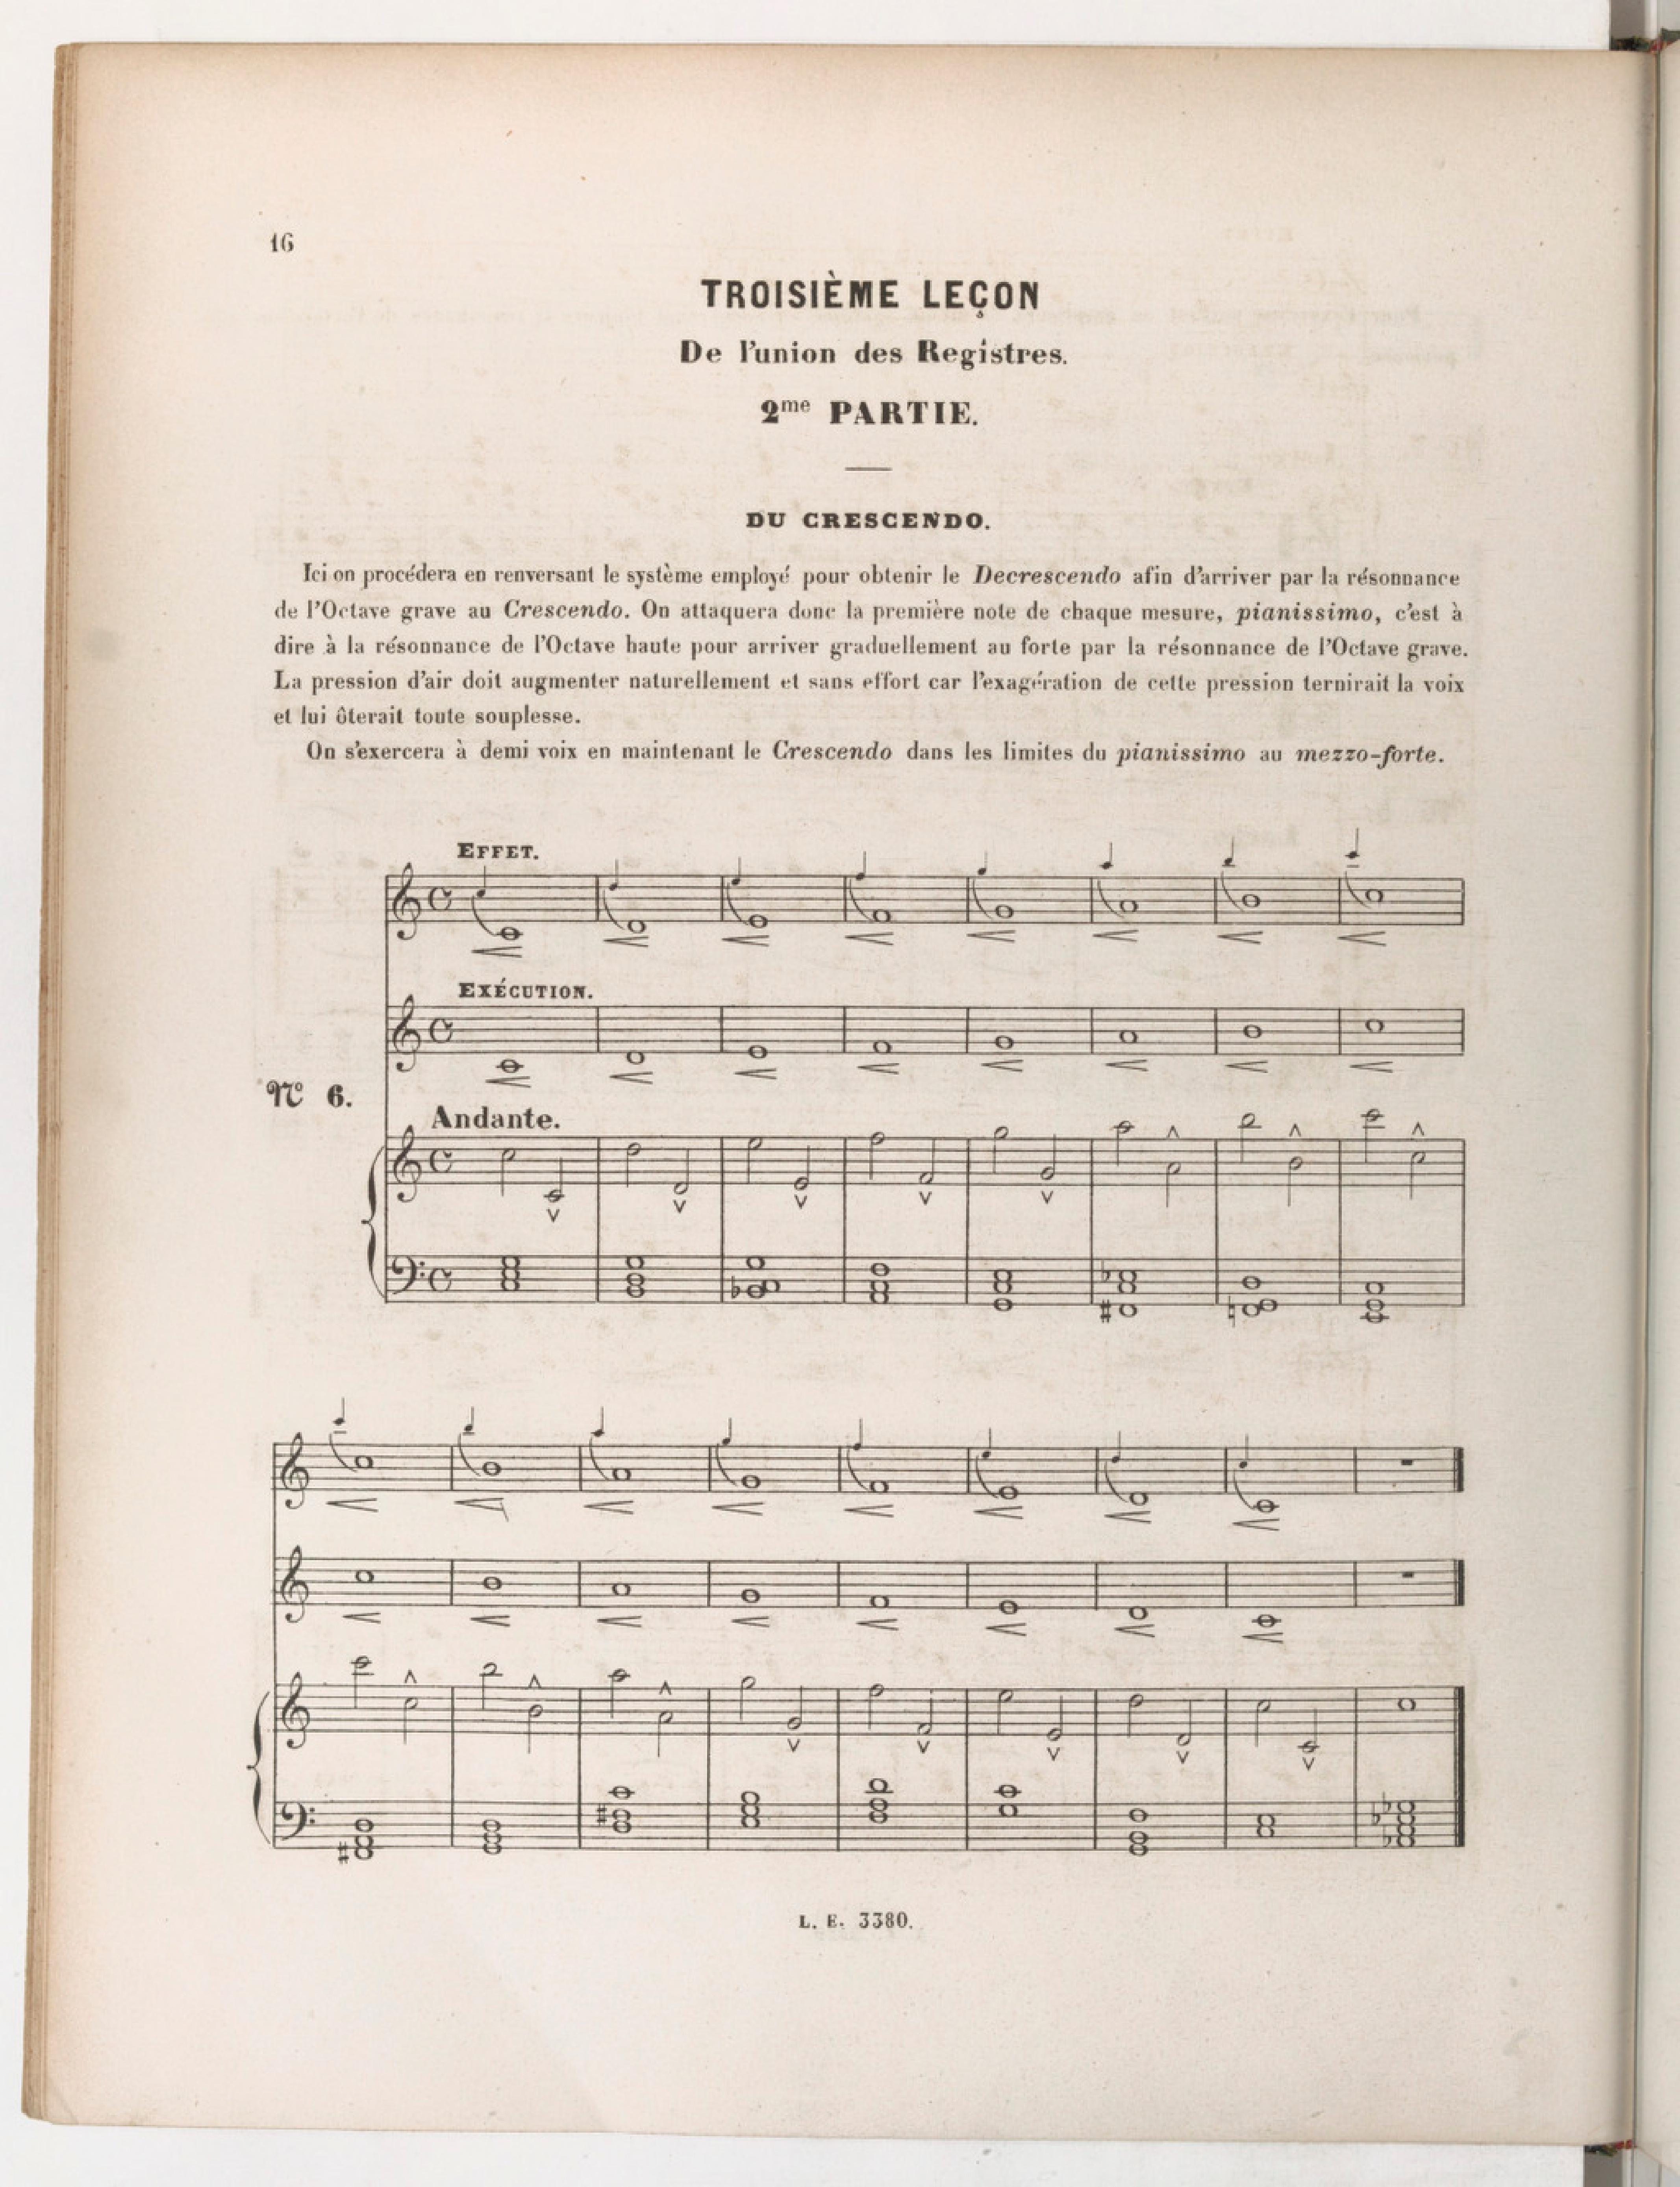 16
TROISIÈME LEÇON
De l'union des Registres.
2me PARTIE.
DU CRESCENDO.
Ici on procédera en renversant le système employé pour obtenir le Decrescendo afin d'arriver par la résonnance
de l'Octave grave au Crescendo. On attaquera donc la première note de chaque mesure, pianissimo, c'est à
dire à la résonnance de l'Octave haute pour arriver graduellement au forte par la résonnance de l'Octave grave.
La pression d'air doit augmenter naturellement et sans effort car l'exagération de cette pression ternirait la voix
et lui ôterait toute souplesse.
On s'exercera à demi voix en maintenant le Crescendo dans les limites du pianissimo au mezzo-forte.
EFFET.
EXÉCUTION.
No 6.
Andante.
L. E. 3380.